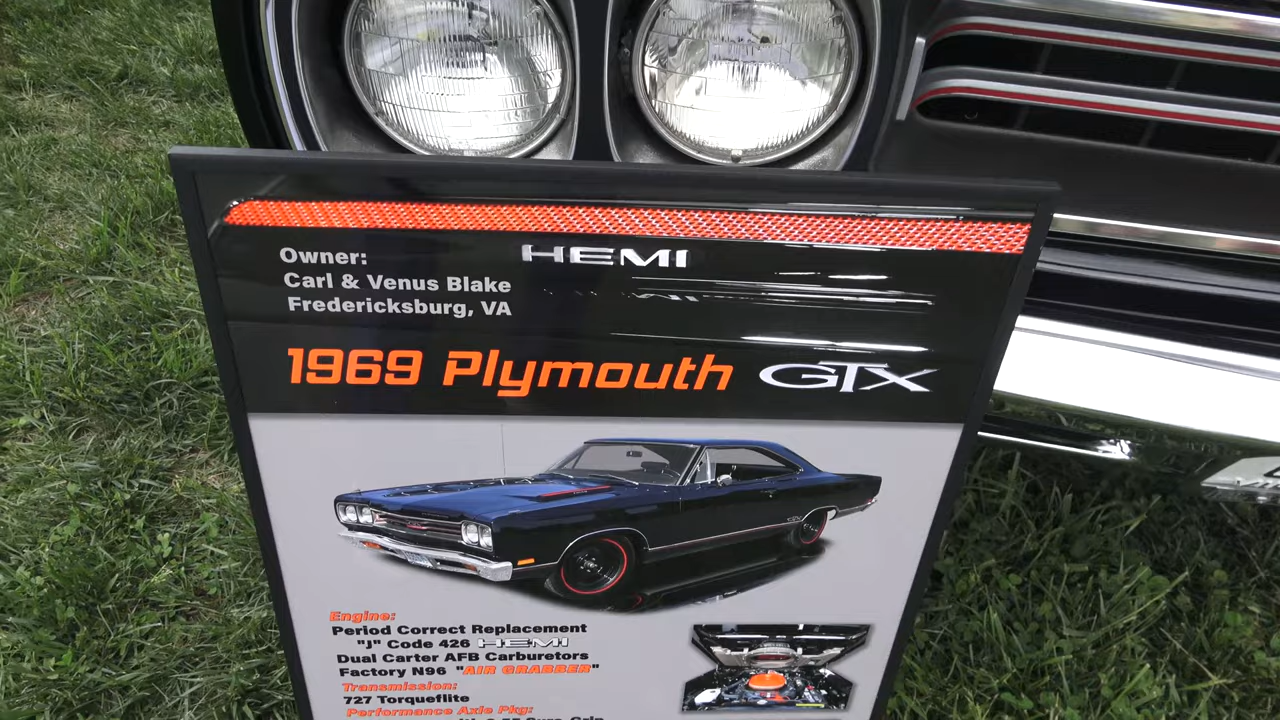 Owner:
HEMI
Carl & Venus Blake
Fredericksburg, VA
1969 Plymouth GTX
Engine:
Period Correct Replacement
"J" Code 426 HEMI
Dual Carter AFB Carburetors
Factory N96 "AIR GRABBER"
Transmission:
727 Torqueflite
Performance Axle Pkg: